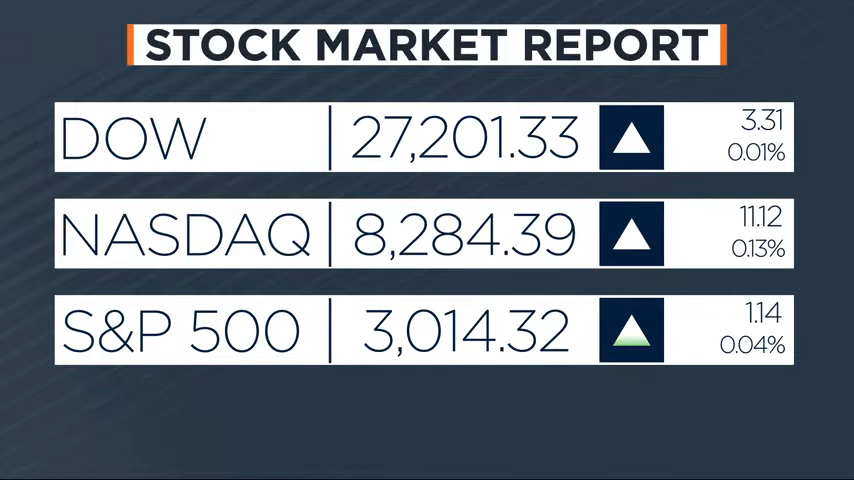 STOCK MARKET REPORT
DOW 27,201.33 3.31
0.01%
NASDAQ 8,284.39 11.12
0.13%
S&P 500 3,014.32 1.14
0.04%